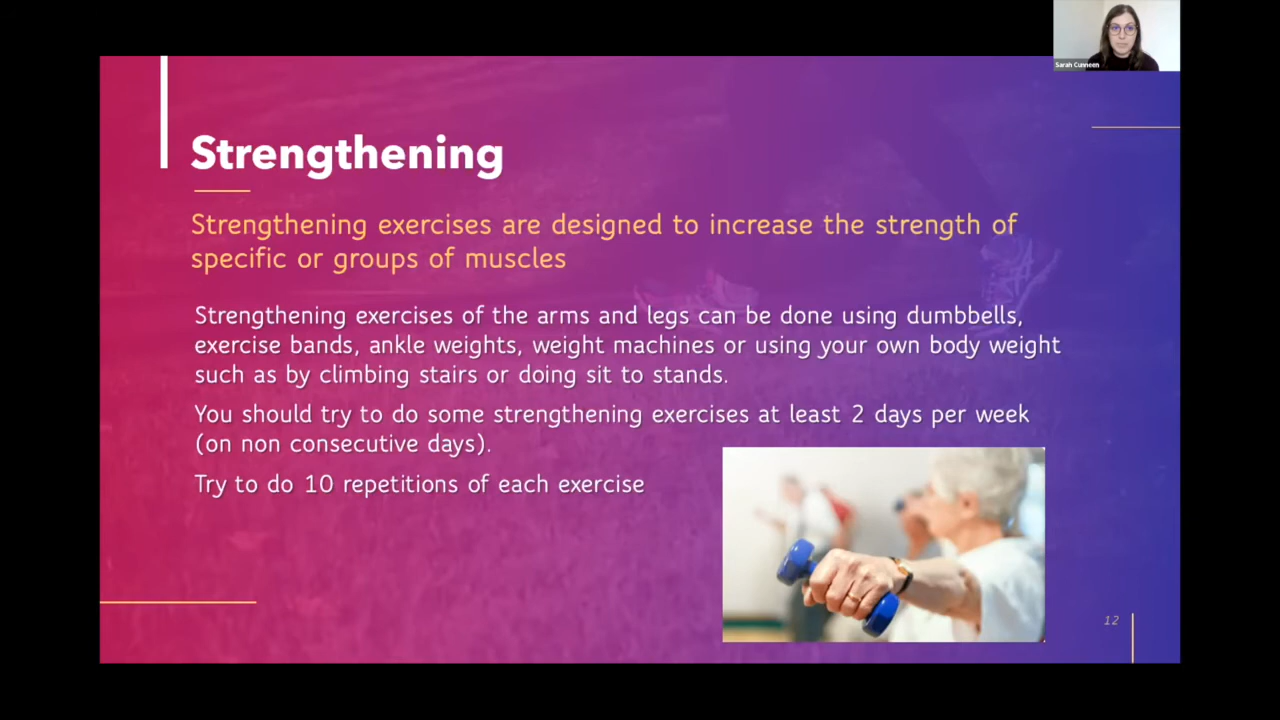 Sarah Cunneen
Strengthening
Strengthening exercises are designed to increase the strength of
specific or groups of muscles
Strengthening exercises of the arms and legs can be done using dumbbells,
exercise bands, ankle weights, weight machines or using your own body weight
such as by climbing stairs or doing sit to stands.
You should try to do some strengthening exercises at least 2 days per week
(on non consecutive days).
Try to do 10 repetitions of each exercise
12